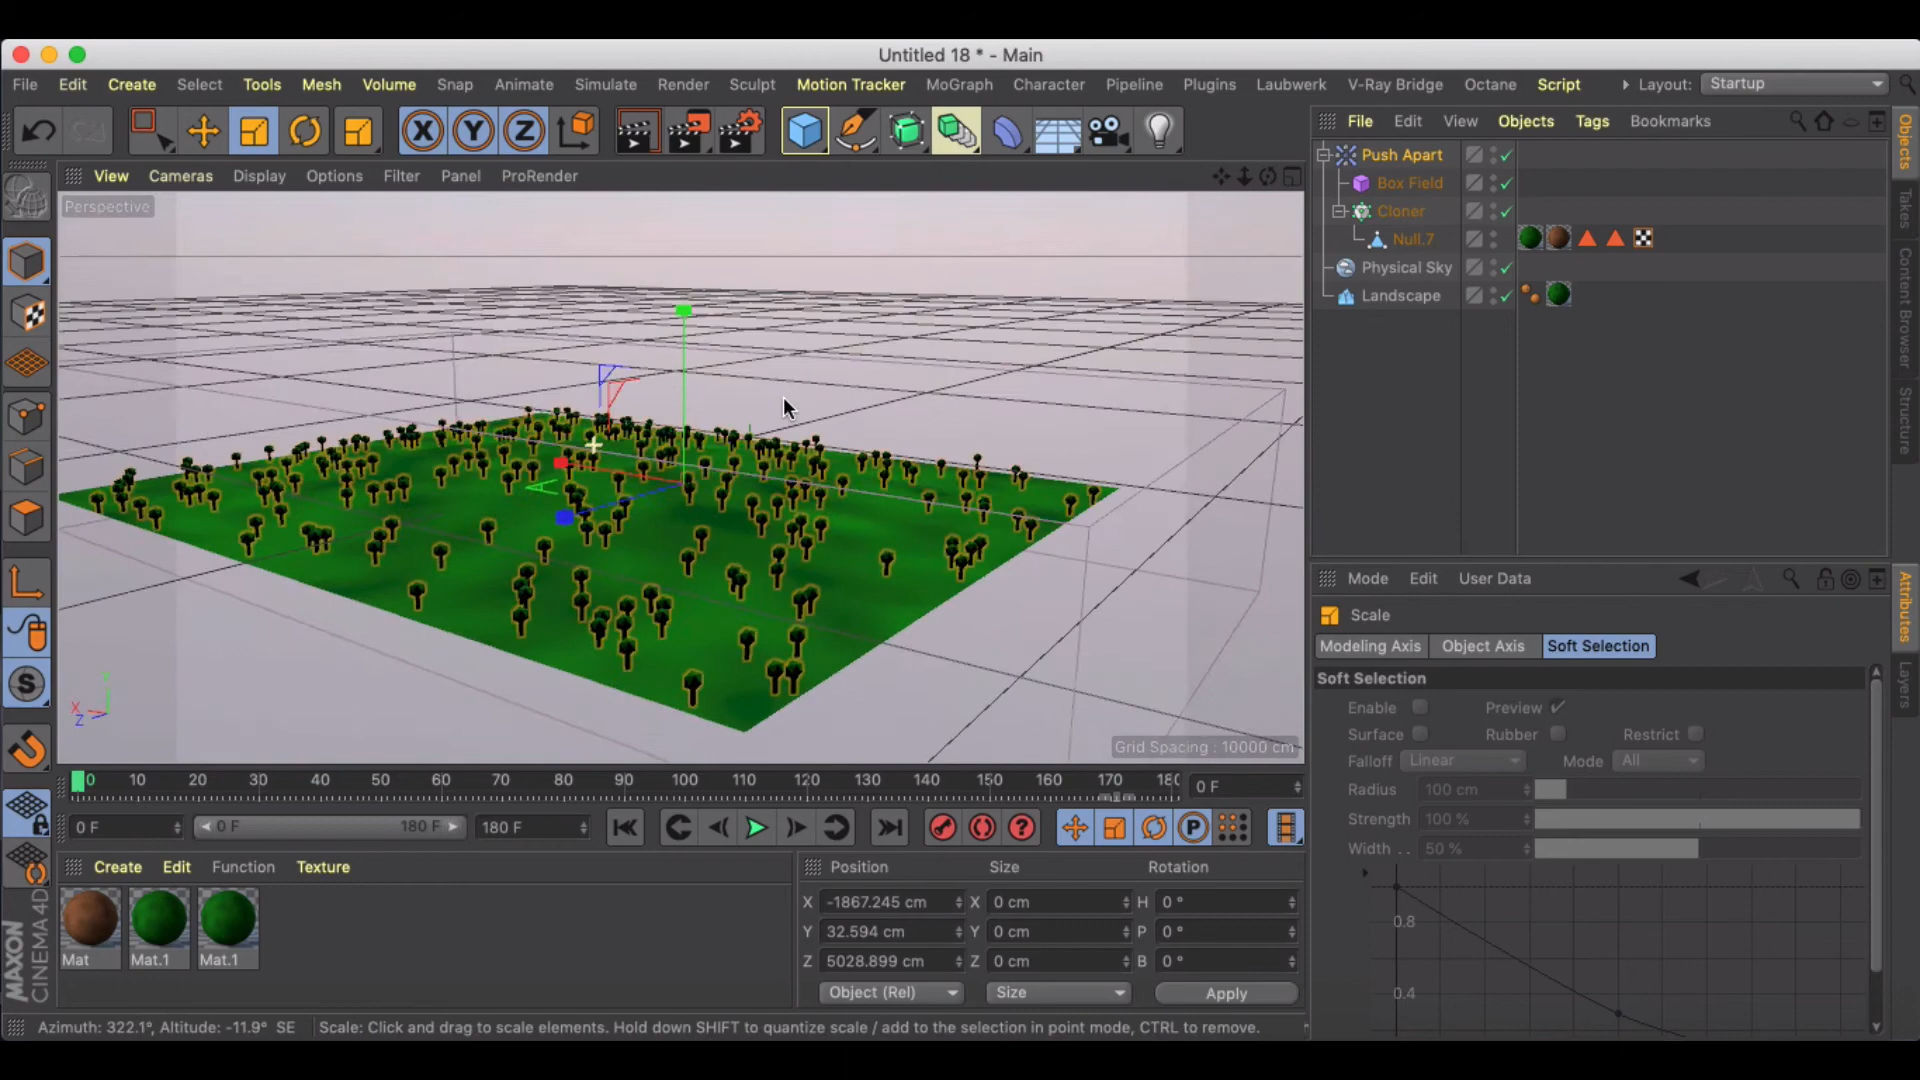 Untitled 18 * - Main
File Edit Create Select Tools Mesh Volume Snap Animate Simulate Render Sculpt Motion Tracker MoGraph Character Pipeline Plugins Laubwerk V-Ray Bridge Octane Script Layout: Startup
X Y Z
File Edit View Objects Tags Bookmarks
View Cameras Display Options Filter Panel ProRender
Perspective
Push Apart
Box Field
Cloner
Null.7
Physical Sky
Landscape
Objects
Takes
Content Browser
Structure
Grid Spacing : 10000 cm
Y
X
Z
S
Mode Edit User Data
Scale
Modeling Axis Object Axis Soft Selection
Soft Selection
Enable Preview
Surface Rubber Restrict
Falloff Linear Mode All
Radius 100 cm
Strength 100 %
Width . . 50 %
0.8
0.4
Attributes
Layers
0 10 20 30 40 50 60 70 80 90 100 110 120 130 140 150 160 170 180 0 F
0 F 0 F 180 F 180 F
? P
Create Edit Function Texture
Mat Mat.1 Mat.1
Position Size Rotation
X -1867.245 cm X 0 cm H 0 °
Y 32.594 cm Y 0 cm P 0 °
Z 5028.899 cm Z 0 cm B 0 °
Object (Rel) Size Apply
MAXON
CINEMA 4D
Azimuth: 322.1°, Altitude: -11.9° SE Scale: Click and drag to scale elements. Hold down SHIFT to quantize scale / add to the selection in point mode, CTRL to remove.